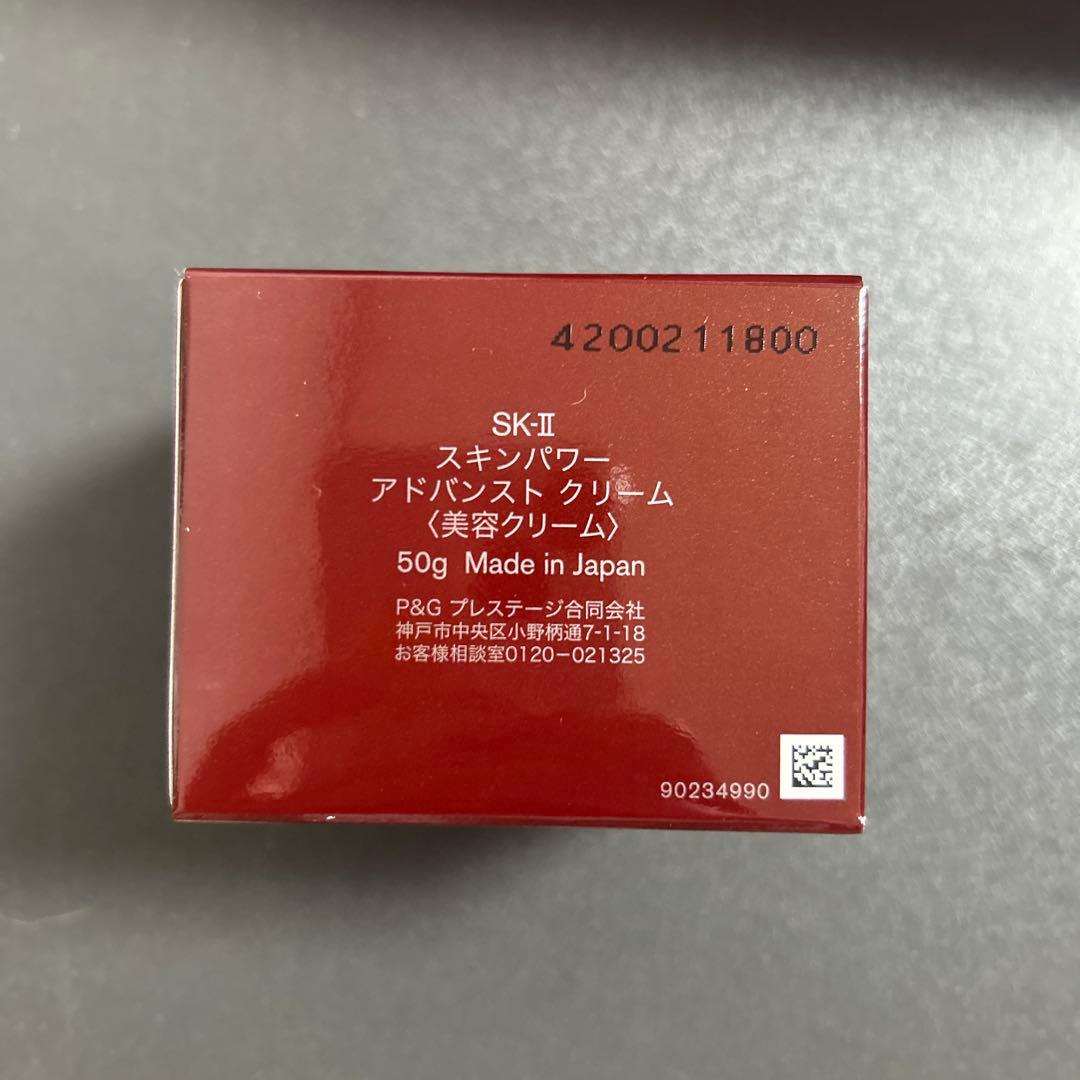 4200211800
SK-Ⅱ
スキンパワー
アドバンスト クリーム
〈美容クリーム〉
50g Made in Japan
P&G プレステージ合同会社
神戸市中央区小野柄通7-1-18
お客様相談室0120-021325
90234990